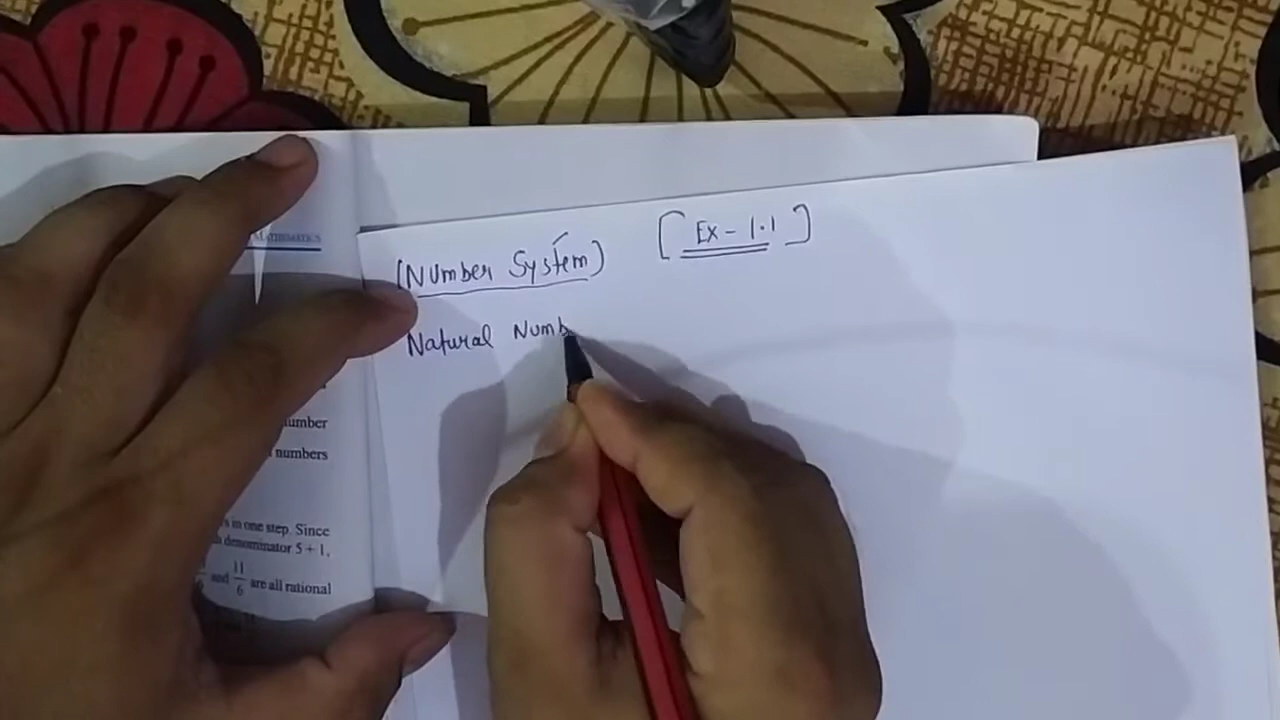 MATHEMATICS
(Number System) [Ex - 1.1]
Natural Numb
number
numbers
in one step. Since
denominator 5 + 1,
and 11/6 are all rational